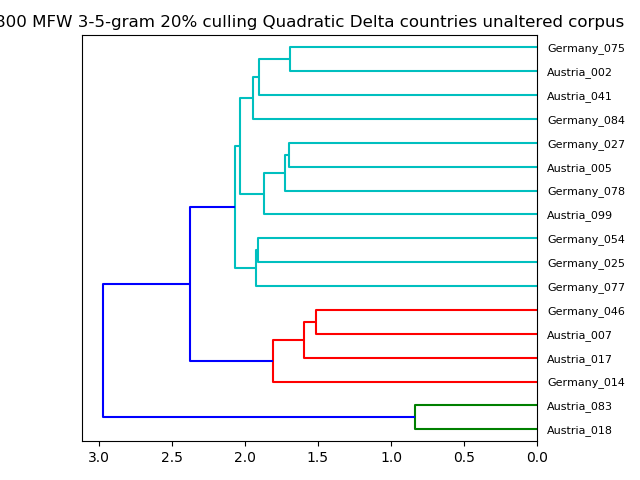 300 MFW 3-5-gram 20% culling Quadratic Delta countries unaltered corpus
Germany_075
Austria_002
Austria_041
Germany_084
Germany_027
Austria_005
Germany_078
Austria_099
Germany_054
Germany_025
Germany_077
Germany_046
Austria_007
Austria_017
Germany_014
Austria_083
Austria_018
3.0 2.5 2.0 1.5 1.0 0.5 0.0